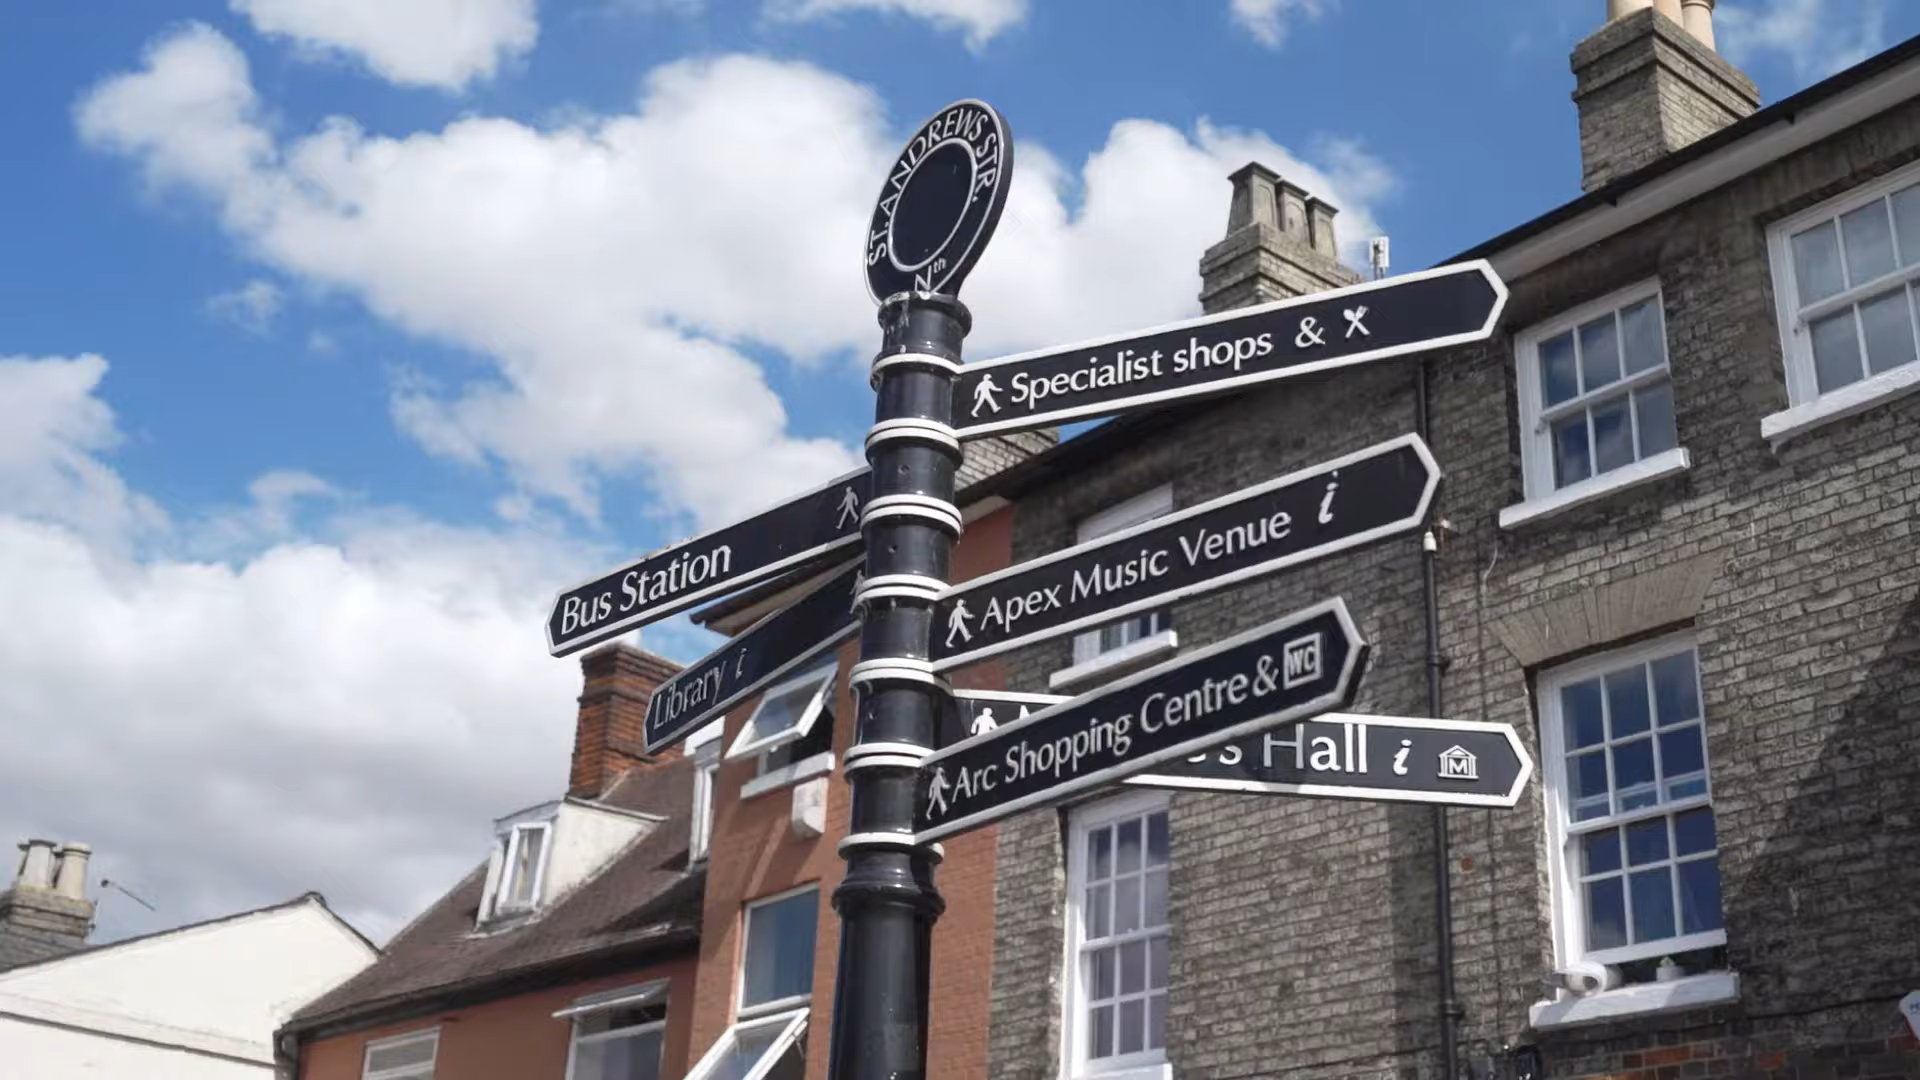 ST. ANDREWS STR.
Nth
Specialist shops &
Bus Station
Apex Music Venue i
Library i
Arc Shopping Centre & WC
Hall i M